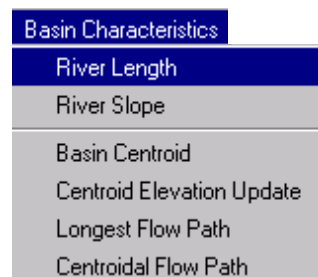 Basin Characteristics
River Length
River Slope
Basin Centroid
Centroid Elevation Update
Longest Flow Path
Centroidal Flow Path